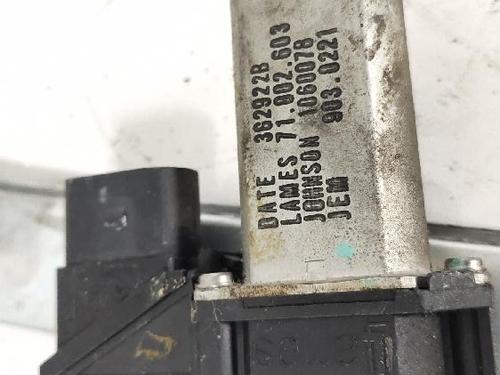 DATE 362922B
LAMES 71.002.603
JOHNSON 1060078
JEM 903.0221